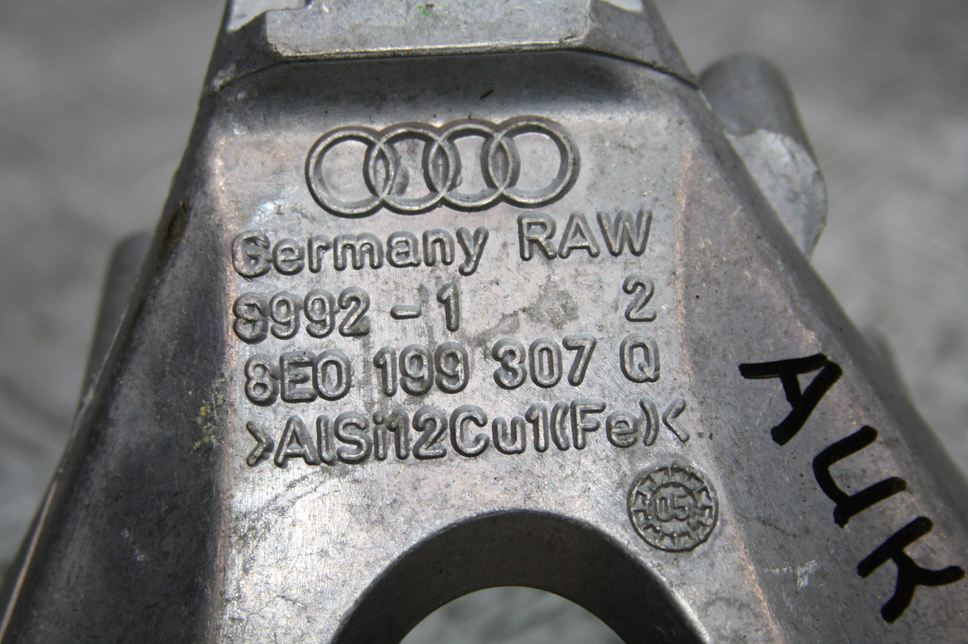 Germany RAW
8992-1 2
8E0 199 307 Q
>AlSi12Cu1(Fe)<
05
AUK